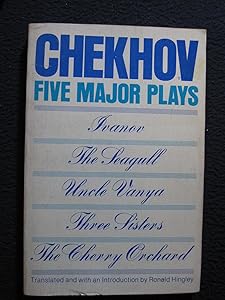 CHEKHOV
FIVE MAJOR PLAYS
Ivanov
The Seagull
Uncle Vanya
Three Sisters
The Cherry Orchard
Translated and with an Introduction by Ronald Hingley